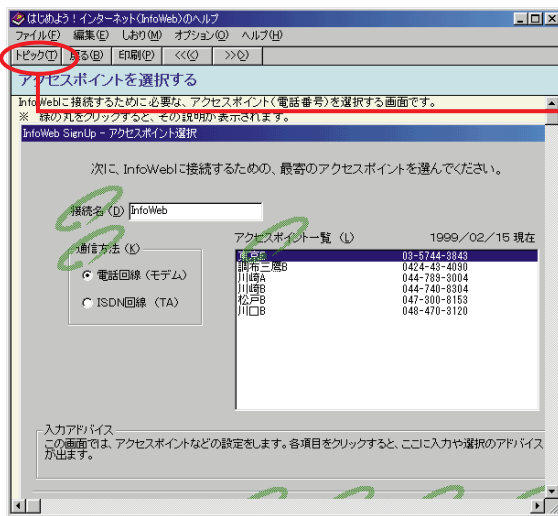 はじめよう！インターネット(InfoWeb)のヘルプ
ファイル(F) 編集(E) しおり(M) オプション(O) ヘルプ(H)
トピック(T) 戻る(B) 印刷(P) <<(<) >>(>)
アクセスポイントを選択する
InfoWebに接続するために必要な、アクセスポイント(電話番号)を選択する画面です。
※ 緑の丸をクリックすると、その説明が表示されます。
InfoWeb SignUp - アクセスポイント選択
次に、InfoWebに接続するための、最寄のアクセスポイントを選んでください。
接続名 (D) InfoWeb
通信方法 (K)
電話回線 (モデム)
ISDN回線 (TA)
アクセスポイント一覧 (L) 1999/02/15 現在
東京B 03-5744-3843
調布三鷹B 0424-43-4090
川崎A 044-789-3004
川崎B 044-740-8304
松戸B 047-300-8153
川口B 048-470-3120
入力アドバイス
この画面では、アクセスポイントなどの設定をします。各項目をクリックすると、ここに入力や選択のアドバイス
が出ます。